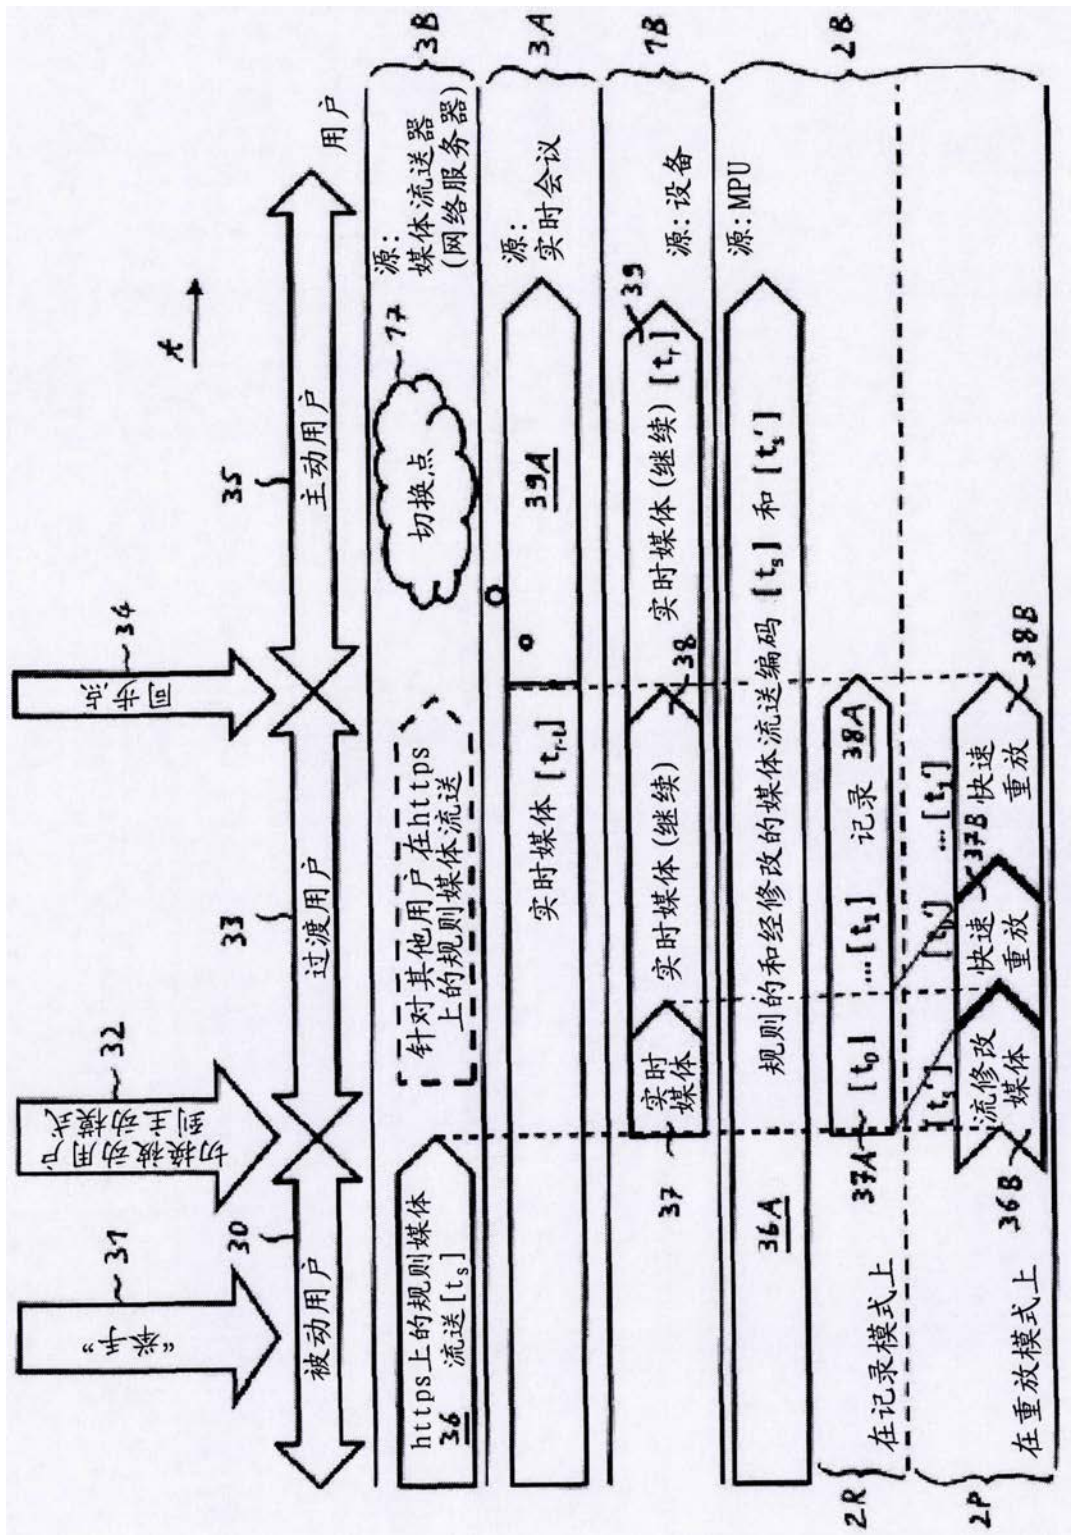 “举手”
31
切换被动用户
到主动模式
32
同步点
34
30
33
35
t
被动用户
过渡用户
主动用户
用户
https上的规则媒体
流送[ts]
36
针对其他用户在https
上的规则媒体流送
切换点
17
源:
媒体流送器
(网络服务器)
3B
实时媒体 [tr-l]
39A
源:
实时会议
3A
37
实时
媒体
实时媒体(继续)
38
实时媒体(继续) [tr]
39
源:设备
1B
36A
规则的和经修改的媒体流送编码 [ts] 和 [ts']
源:MPU
2B
37A
[t0] ...[t1] 记录 38A
在记录模式上
2R
[ts'] [t0'] ...[t1']
36B
流修改
媒体
快速
重放
37B
快速
重放
38B
在重放模式上
2P